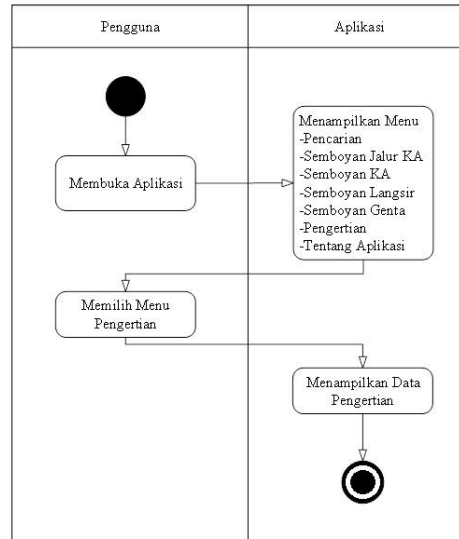 Pengguna
Aplikasi
Membuka Aplikasi
Menampilkan Menu
-Pencarian
-Semboyan Jalur KA
-Semboyan KA
-Semboyan Langsir
-Semboyan Genta
-Pengertian
-Tentang Aplikasi
Memilih Menu
Pengertian
Menampilkan Data
Pengertian